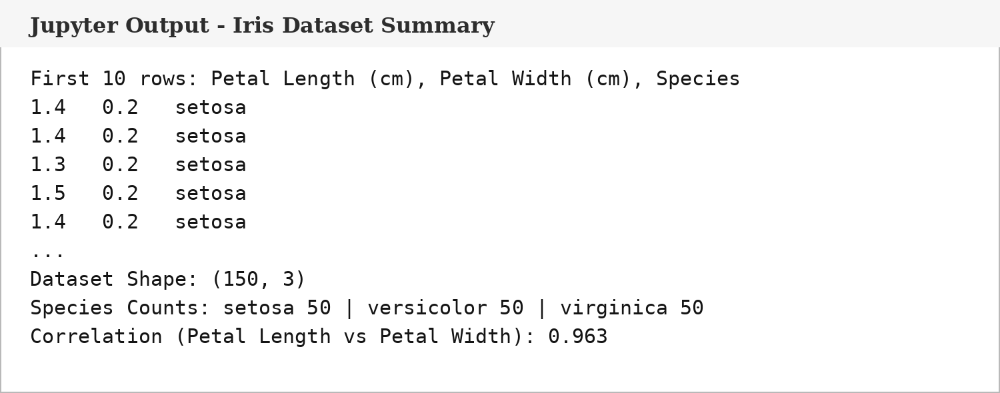 Jupyter Output - Iris Dataset Summary
First 10 rows: Petal Length (cm), Petal Width (cm), Species
1.4   0.2   setosa
1.4   0.2   setosa
1.3   0.2   setosa
1.5   0.2   setosa
1.4   0.2   setosa
...
Dataset Shape: (150, 3)
Species Counts: setosa 50 | versicolor 50 | virginica 50
Correlation (Petal Length vs Petal Width): 0.963